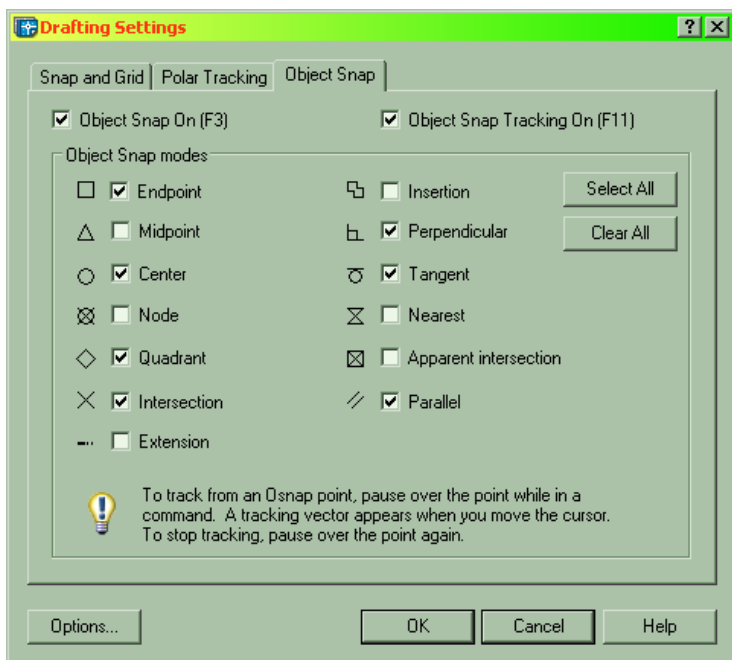 Drafting Settings
Snap and Grid
Polar Tracking
Object Snap
Object Snap On (F3)
Object Snap Tracking On (F11)
Object Snap modes
Endpoint
Midpoint
Center
Node
Quadrant
Intersection
Extension
Insertion
Perpendicular
Tangent
Nearest
Apparent intersection
Parallel
Select All
Clear All
To track from an Osnap point, pause over the point while in a
command. A tracking vector appears when you move the cursor.
To stop tracking, pause over the point again.
Options...
OK
Cancel
Help